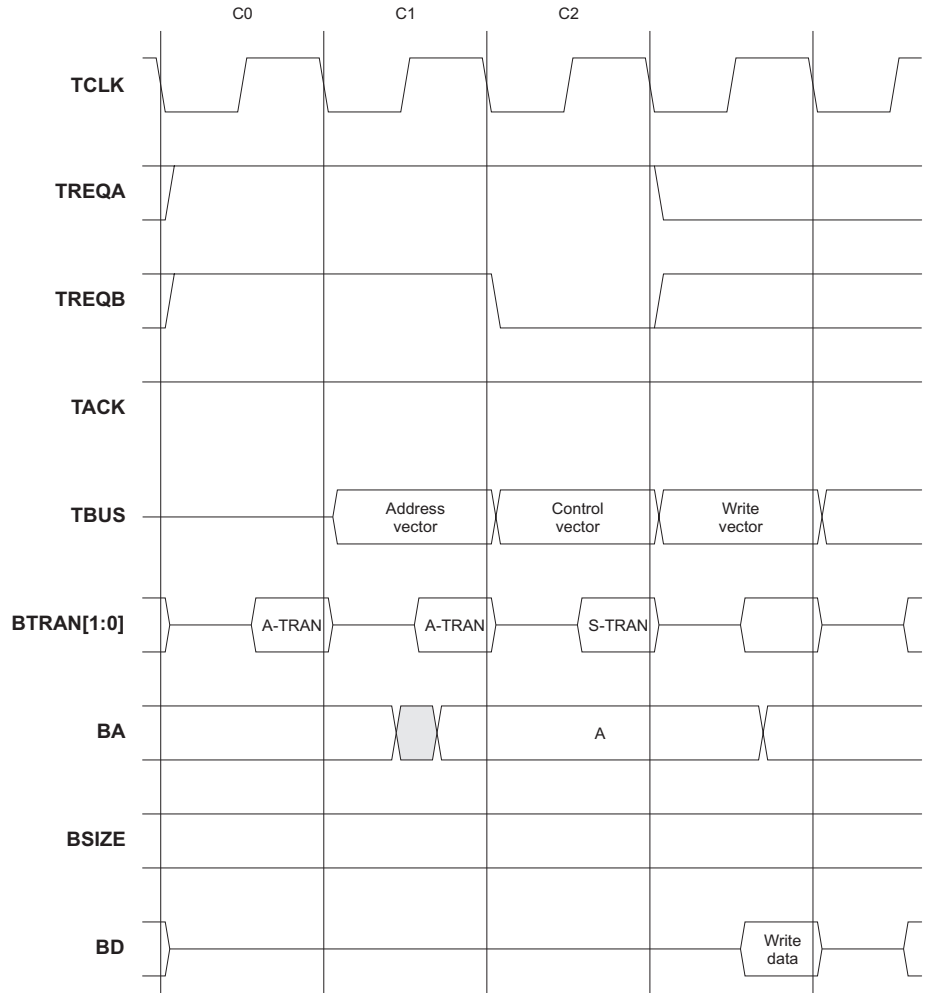 C0 C1 C2
TCLK
TREQA
TREQB
TACK
TBUS
Address
vector
Control
vector
Write
vector
BTRAN[1:0]
A-TRAN A-TRAN S-TRAN
BA
A
BSIZE
BD
Write
data